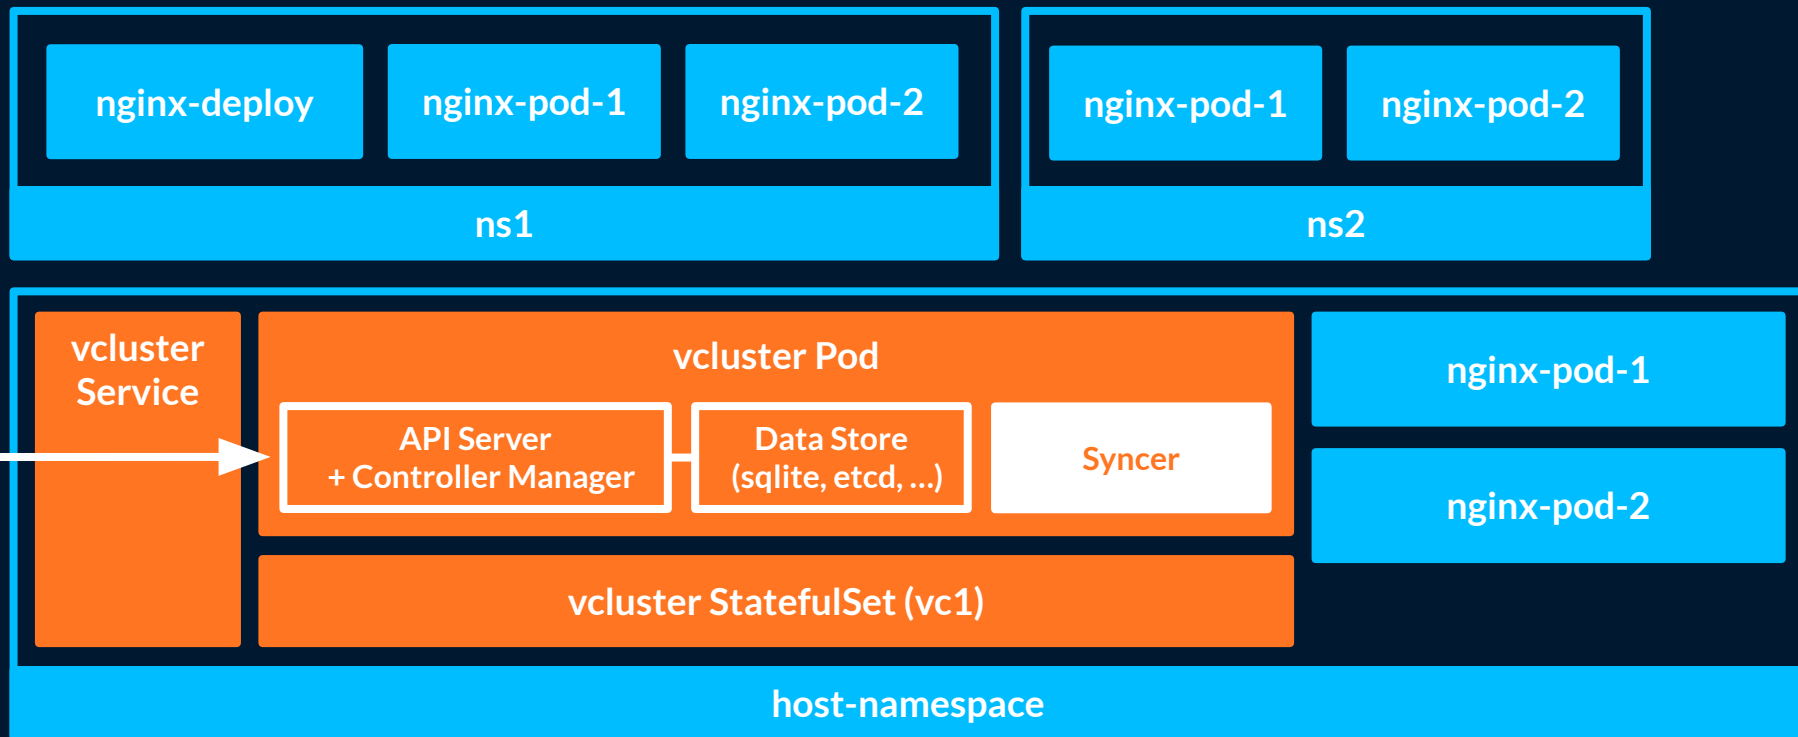 nginx-deploy
nginx-pod-1
nginx-pod-2
ns1
nginx-pod-1
nginx-pod-2
ns2
vcluster
Service
vcluster Pod
API Server
+ Controller Manager
Data Store
(sqlite, etcd, ...)
Syncer
vcluster StatefulSet (vc1)
nginx-pod-1
nginx-pod-2
host-namespace